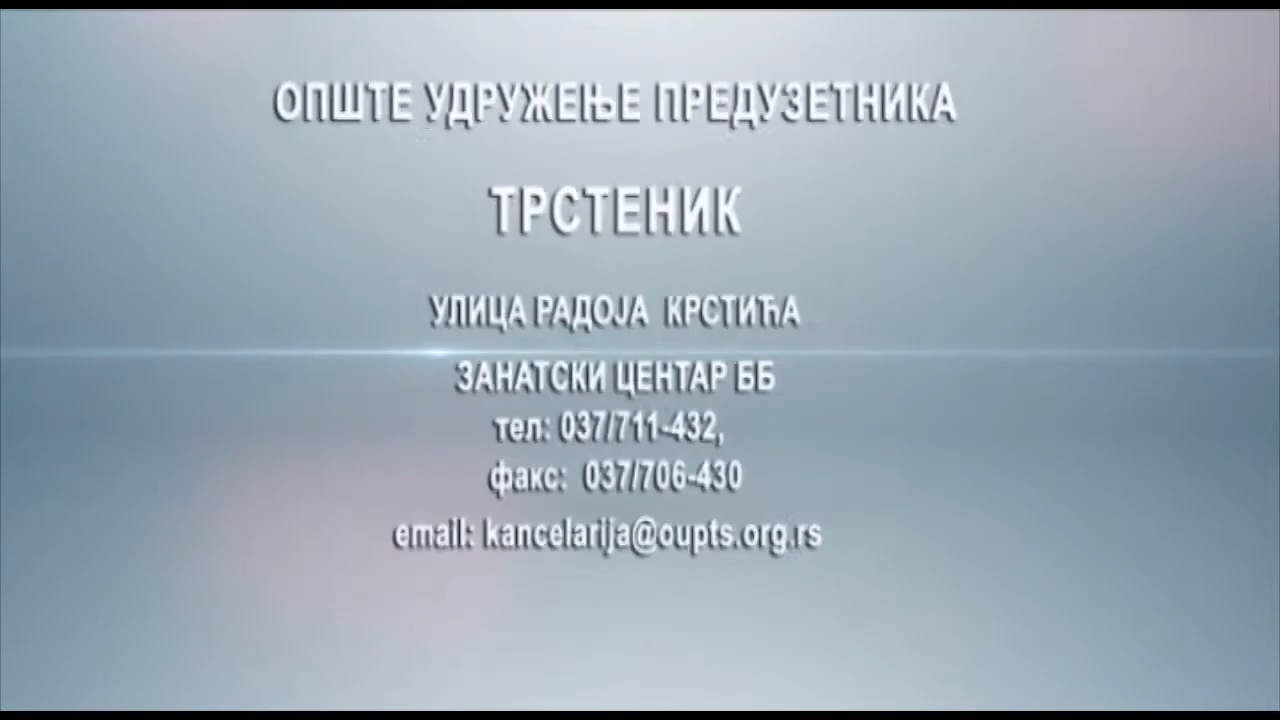 ОПШТЕ УДРУЖЕЊЕ ПРЕДУЗЕТНИКА
ТРСТЕНИК
УЛИЦА РАДОЈА КРСТИЋА
ЗАНАТСКИ ЦЕНТАР ББ
тел: 037/711-432,
факс: 037/706-430
email: kancelarija@oupts.org.rs